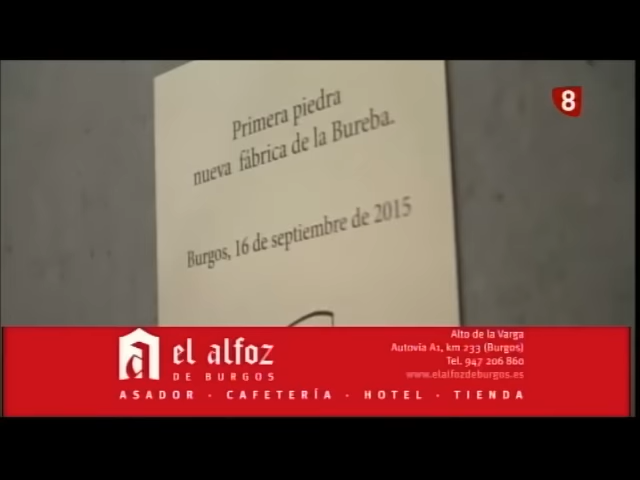 8
Primera piedra
nueva fábrica de la Bureba.
Burgos, 16 de septiembre de 2015
a el alfoz
DE BURGOS
Alto de la Varga
Autovía A1, km 233 (Burgos)
Tel. 947 206 860
www.elalfozdeburgos.es
ASADOR · CAFETERÍA · HOTEL · TIENDA